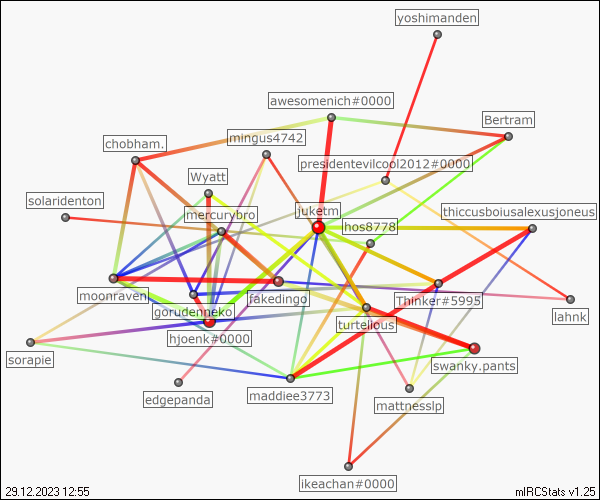 yoshimanden
awesomenich#0000
Bertram
chobham.
mingus4742
presidentevilcool2012#0000
Wyatt
solaridenton
mercurybro
juketm
thiccusboiusalexusjoneus
hos8778
moonraven
fakedingo
Thnker#5995
gorudenneko
lahnk
turtelious
hjoenk#0000
sorapie
swanky.pants
edgepanda
maddiee3773
mattnesslp
ikeachan#0000
29.12.2023 12:55
mIRCStats v1.25